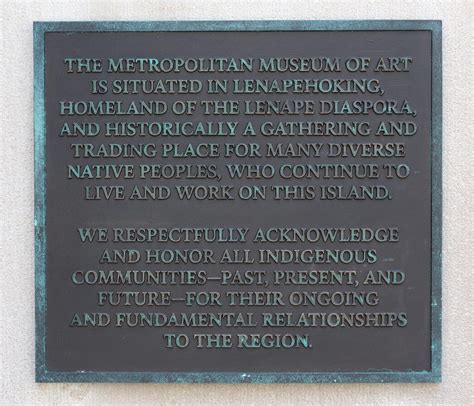 THE METROPOLITAN MUSEUM OF ART
IS SITUATED IN LENAPEHOKING,
HOMELAND OF THE LENAPE DIASPORA,
AND HISTORICALLY A GATHERING AND
TRADING PLACE FOR MANY DIVERSE
NATIVE PEOPLES, WHO CONTINUE TO
LIVE AND WORK ON THIS ISLAND.
WE RESPECTFULLY ACKNOWLEDGE
AND HONOR ALL INDIGENOUS
COMMUNITIES—PAST, PRESENT, AND
FUTURE—FOR THEIR ONGOING
AND FUNDAMENTAL RELATIONSHIPS
TO THE REGION.